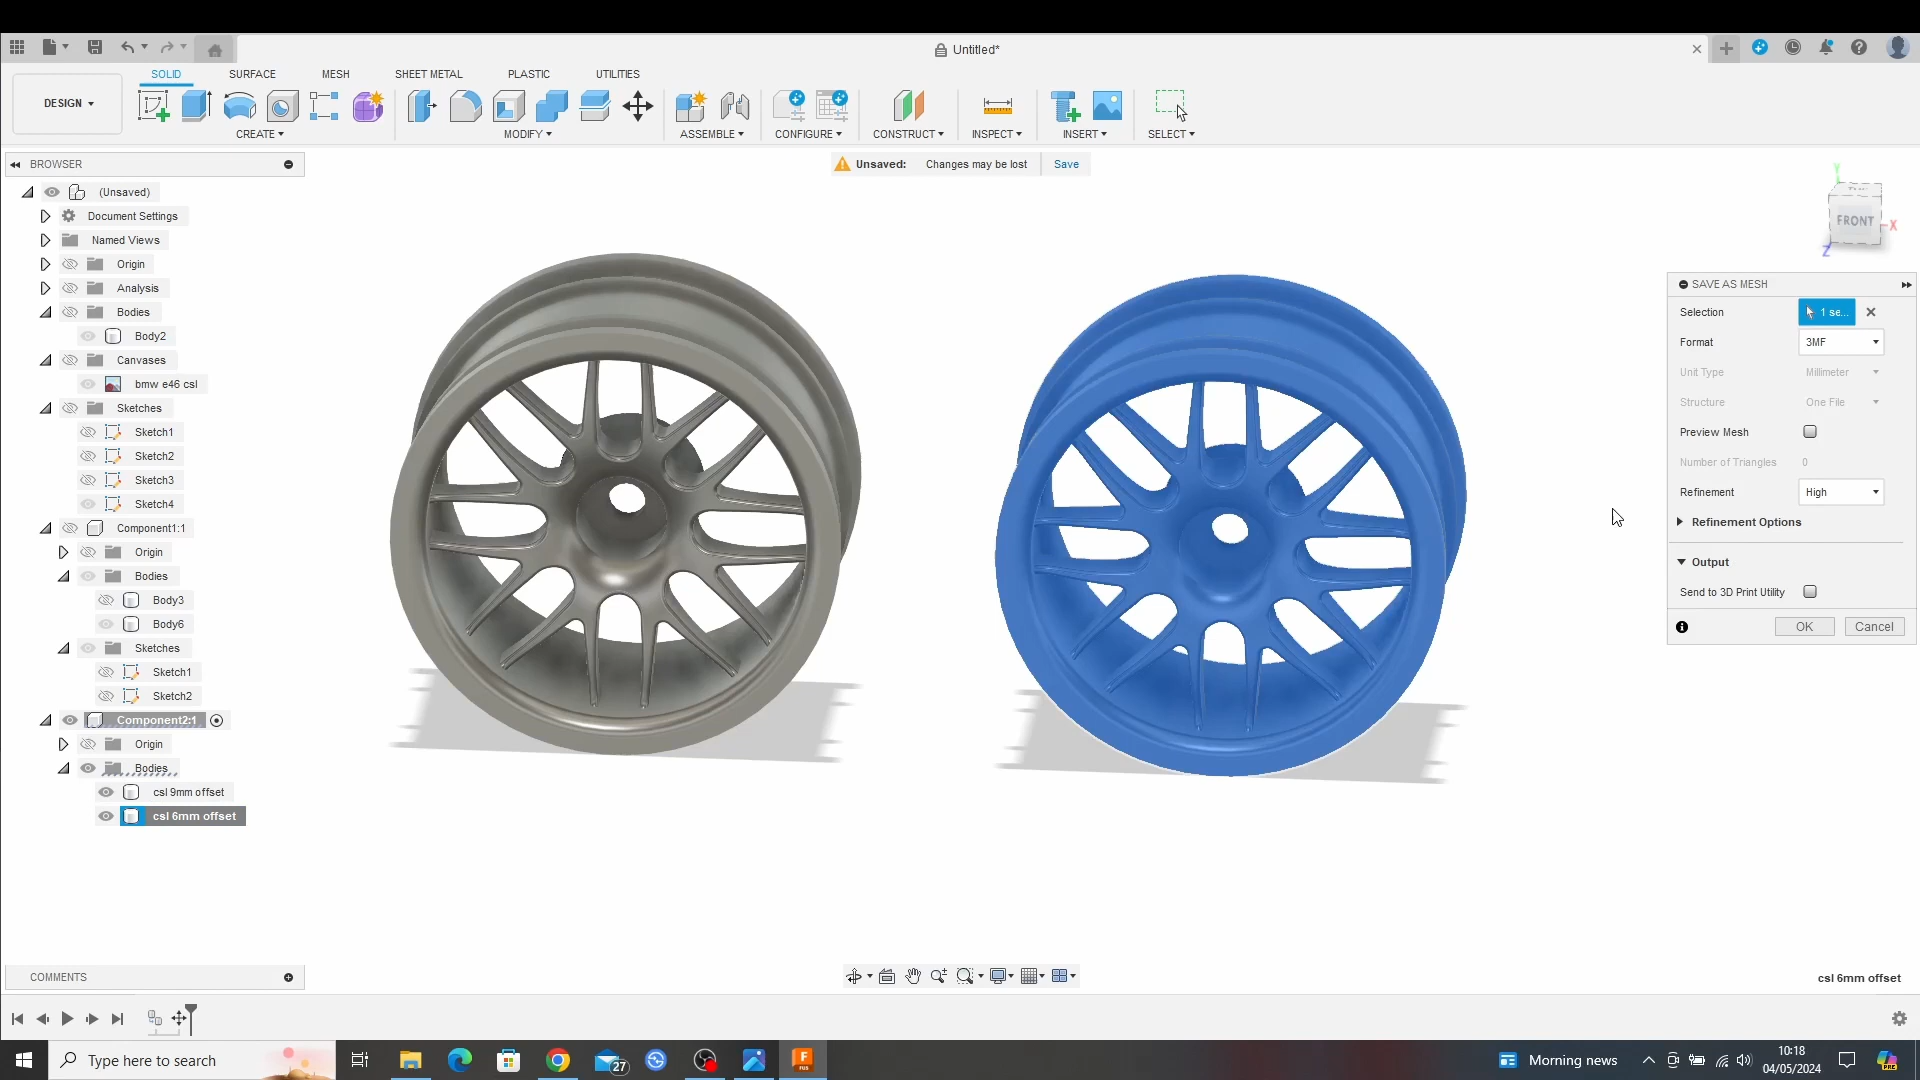 Untitled*
DESIGN
SOLID
SURFACE
MESH
SHEET METAL
PLASTIC
UTILITIES
CREATE
MODIFY
ASSEMBLE
CONFIGURE
CONSTRUCT
INSPECT
INSERT
SELECT
BROWSER
Unsaved: Changes may be lost Save
(Unsaved)
Document Settings
Named Views
Origin
Analysis
Bodies
Body2
Canvases
bmw e46 csl
Sketches
Sketch1
Sketch2
Sketch3
Sketch4
Component1:1
Origin
Bodies
Body3
Body6
Sketches
Sketch1
Sketch2
Component2:1
Origin
Bodies
csl 9mm offset
csl 6mm offset
Y
FRONT
X
Z
SAVE AS MESH
Selection 1 se...
Format 3MF
Unit Type Millimeter
Structure One File
Preview Mesh
Number of Triangles 0
Refinement High
Refinement Options
Output
Send to 3D Print Utility
OK Cancel
COMMENTS
csl 6mm offset
Type here to search
27
F
FUS
Morning news
10:18
04/05/2024
PRE